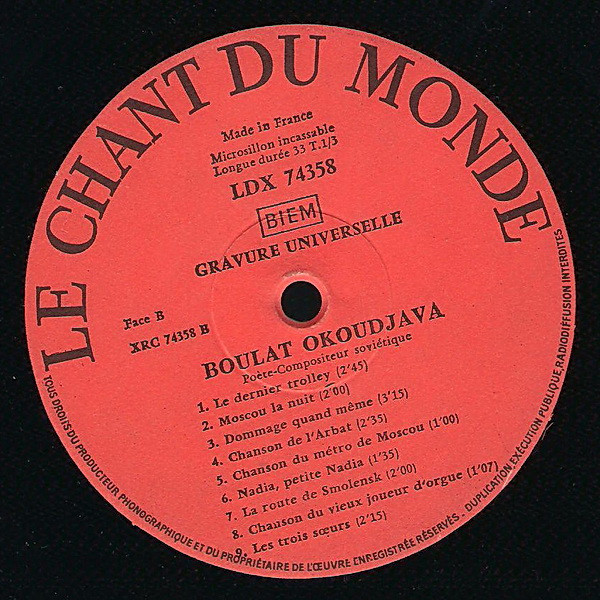 LE CHANT DU MONDE
Made in France
Microsillon incassable
Longue durée 33 T.1/3
LDX 74358
BIEM
GRAVURE UNIVERSELLE
Face B
XRC 74358 B
BOULAT OKOUDJAVA
Poète-Compositeur soviétique
1. Le dernier trolley (2'45)
2. Moscou la nuit (2'00)
3. Dommage quand même (3'15)
4. Chanson de l'Arbat (2'35)
5. Chanson du métro de Moscou (1'00)
6. Nadia, petite Nadia (1'35)
7. La route de Smolensk (2'00)
8. Chanson du vieux joueur d'orgue (1'07)
9. Les trois sœurs (2'15)
TOUS DROITS DU PRODUCTEUR PHONOGRAPHIQUE ET DU PROPRIÉTAIRE DE L'ŒUVRE ENREGISTRÉE RÉSERVÉS - DUPLICATION, EXÉCUTION PUBLIQUE, RADIODIFFUSION INTERDITES